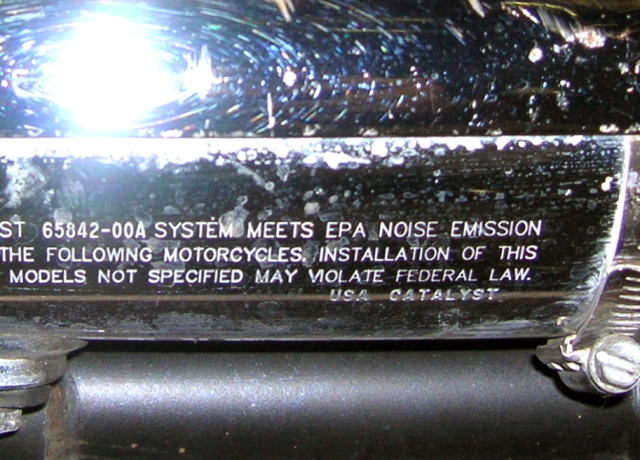 ST 65842-00A SYSTEM MEETS EPA NOISE EMISSION
THE FOLLOWING MOTORCYCLES. INSTALLATION OF THIS
MODELS NOT SPECIFIED MAY VIOLATE FEDERAL LAW.
USA CATALYST